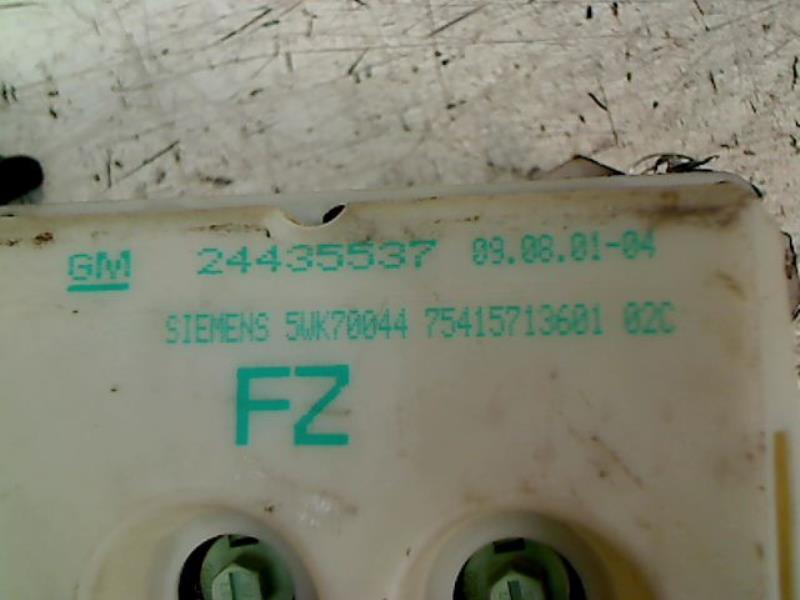 GM 24435537 09.08.01-04
SIEMENS 5WK70044 75415713601 02C
FZ